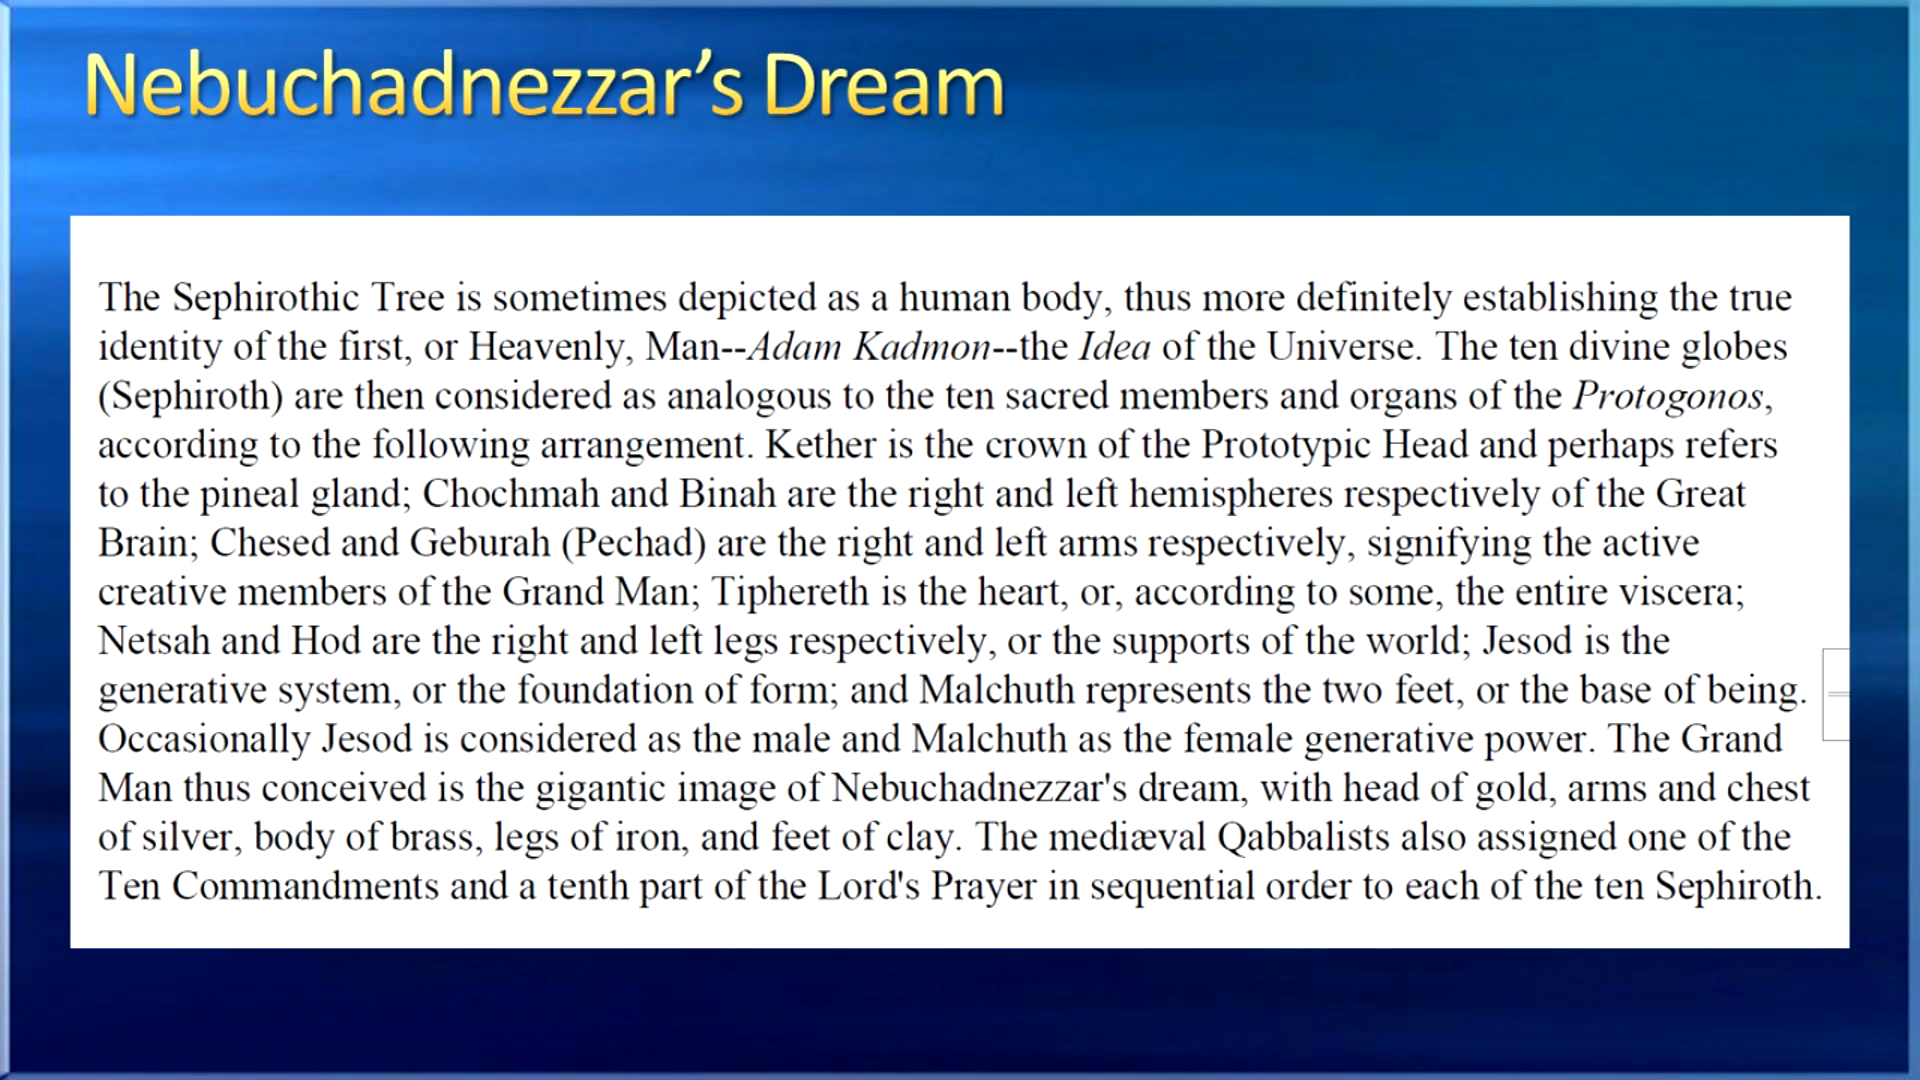 Nebuchadnezzar’s Dream
The Sephirothic Tree is sometimes depicted as a human body, thus more definitely establishing the true
identity of the first, or Heavenly, Man--Adam Kadmon--the Idea of the Universe. The ten divine globes
(Sephiroth) are then considered as analogous to the ten sacred members and organs of the Protogonos,
according to the following arrangement. Kether is the crown of the Prototypic Head and perhaps refers
to the pineal gland; Chochmah and Binah are the right and left hemispheres respectively of the Great
Brain; Chesed and Geburah (Pechad) are the right and left arms respectively, signifying the active
creative members of the Grand Man; Tiphereth is the heart, or, according to some, the entire viscera;
Netsah and Hod are the right and left legs respectively, or the supports of the world; Jesod is the
generative system, or the foundation of form; and Malchuth represents the two feet, or the base of being.
Occasionally Jesod is considered as the male and Malchuth as the female generative power. The Grand
Man thus conceived is the gigantic image of Nebuchadnezzar's dream, with head of gold, arms and chest
of silver, body of brass, legs of iron, and feet of clay. The mediæval Qabbalists also assigned one of the
Ten Commandments and a tenth part of the Lord's Prayer in sequential order to each of the ten Sephiroth.